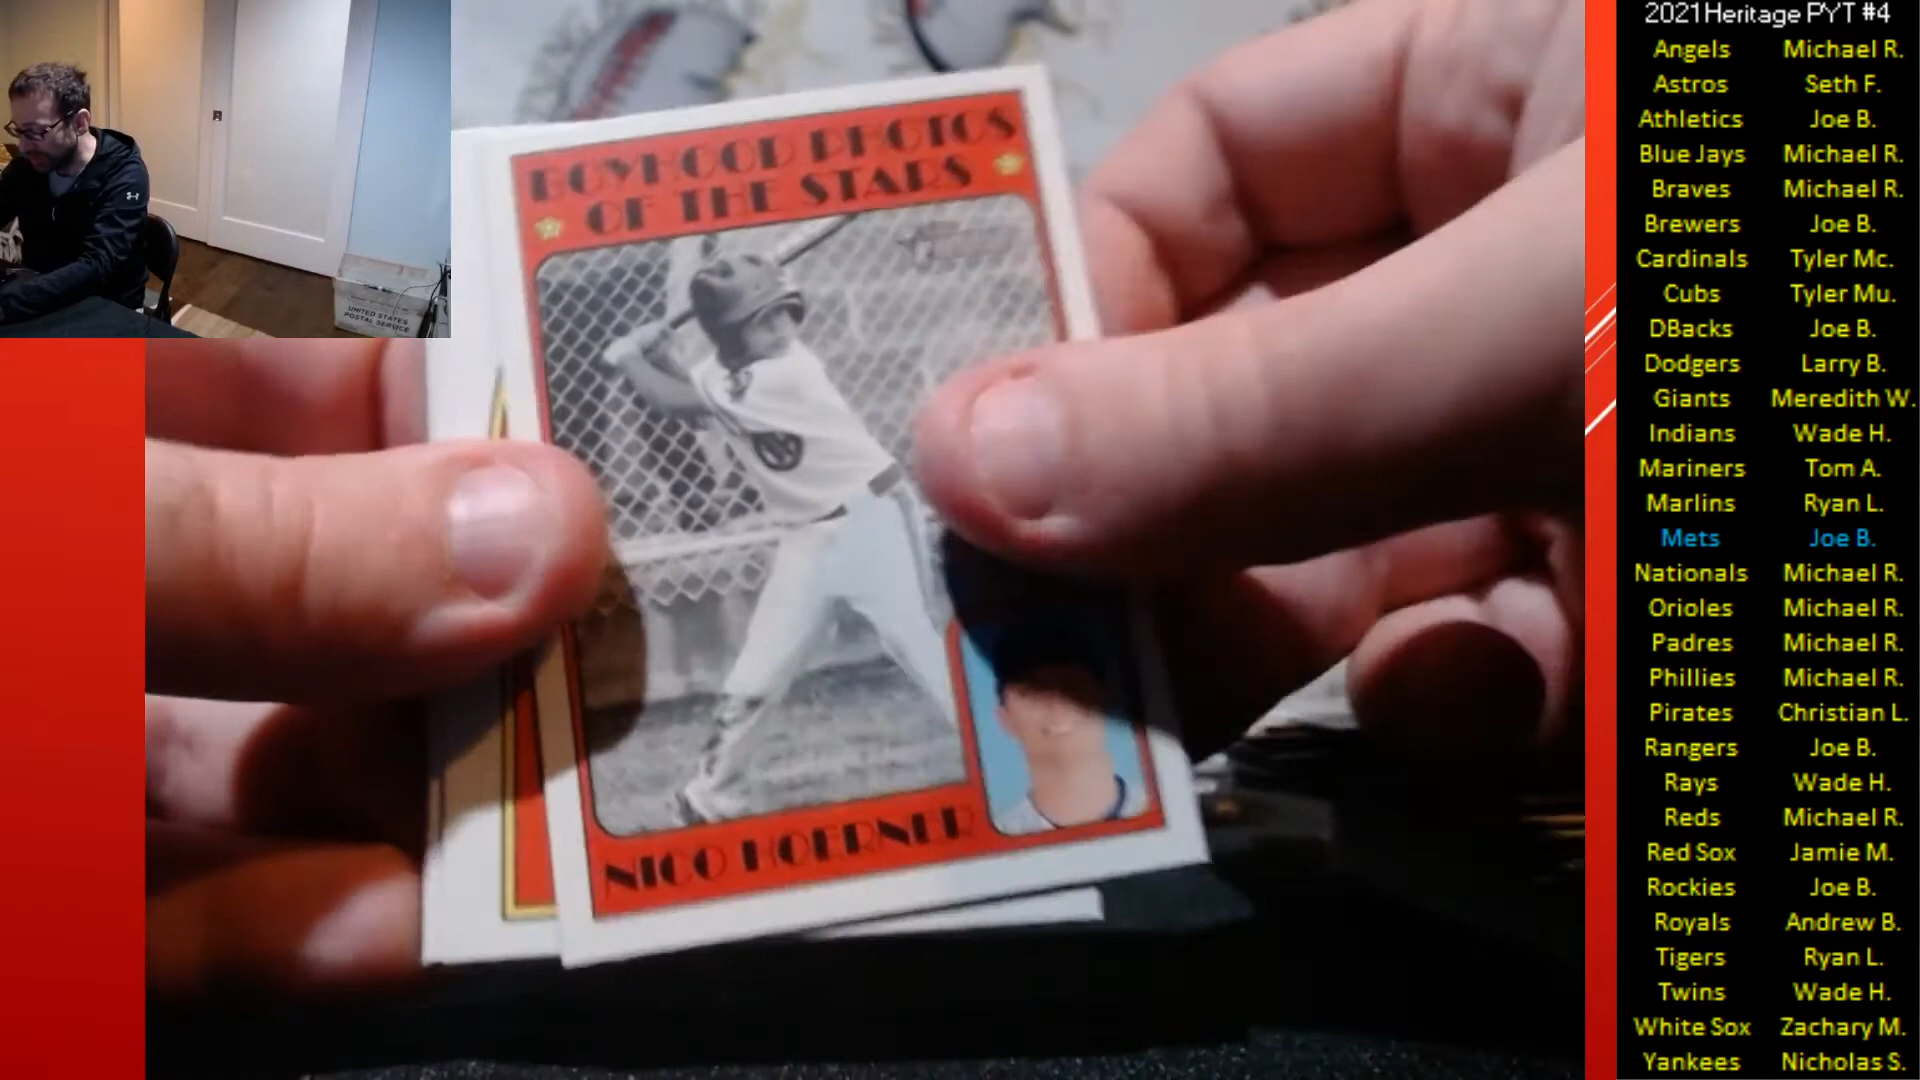 UNITED STATES
POSTAL SERVICE
BOYHOOD PHOTOS
OF THE STARS
NICO HOERNER
2021 Heritage PYT #4
Angels Michael R.
Astros Seth F.
Athletics Joe B.
Blue Jays Michael R.
Braves Michael R.
Brewers Joe B.
Cardinals Tyler Mc.
Cubs Tyler Mu.
DBacks Joe B.
Dodgers Larry B.
Giants Meredith W.
Indians Wade H.
Mariners Tom A.
Marlins Ryan L.
Mets Joe B.
Nationals Michael R.
Orioles Michael R.
Padres Michael R.
Phillies Michael R.
Pirates Christian L.
Rangers Joe B.
Rays Wade H.
Reds Michael R.
Red Sox Jamie M.
Rockies Joe B.
Royals Andrew B.
Tigers Ryan L.
Twins Wade H.
White Sox Zachary M.
Yankees Nicholas S.